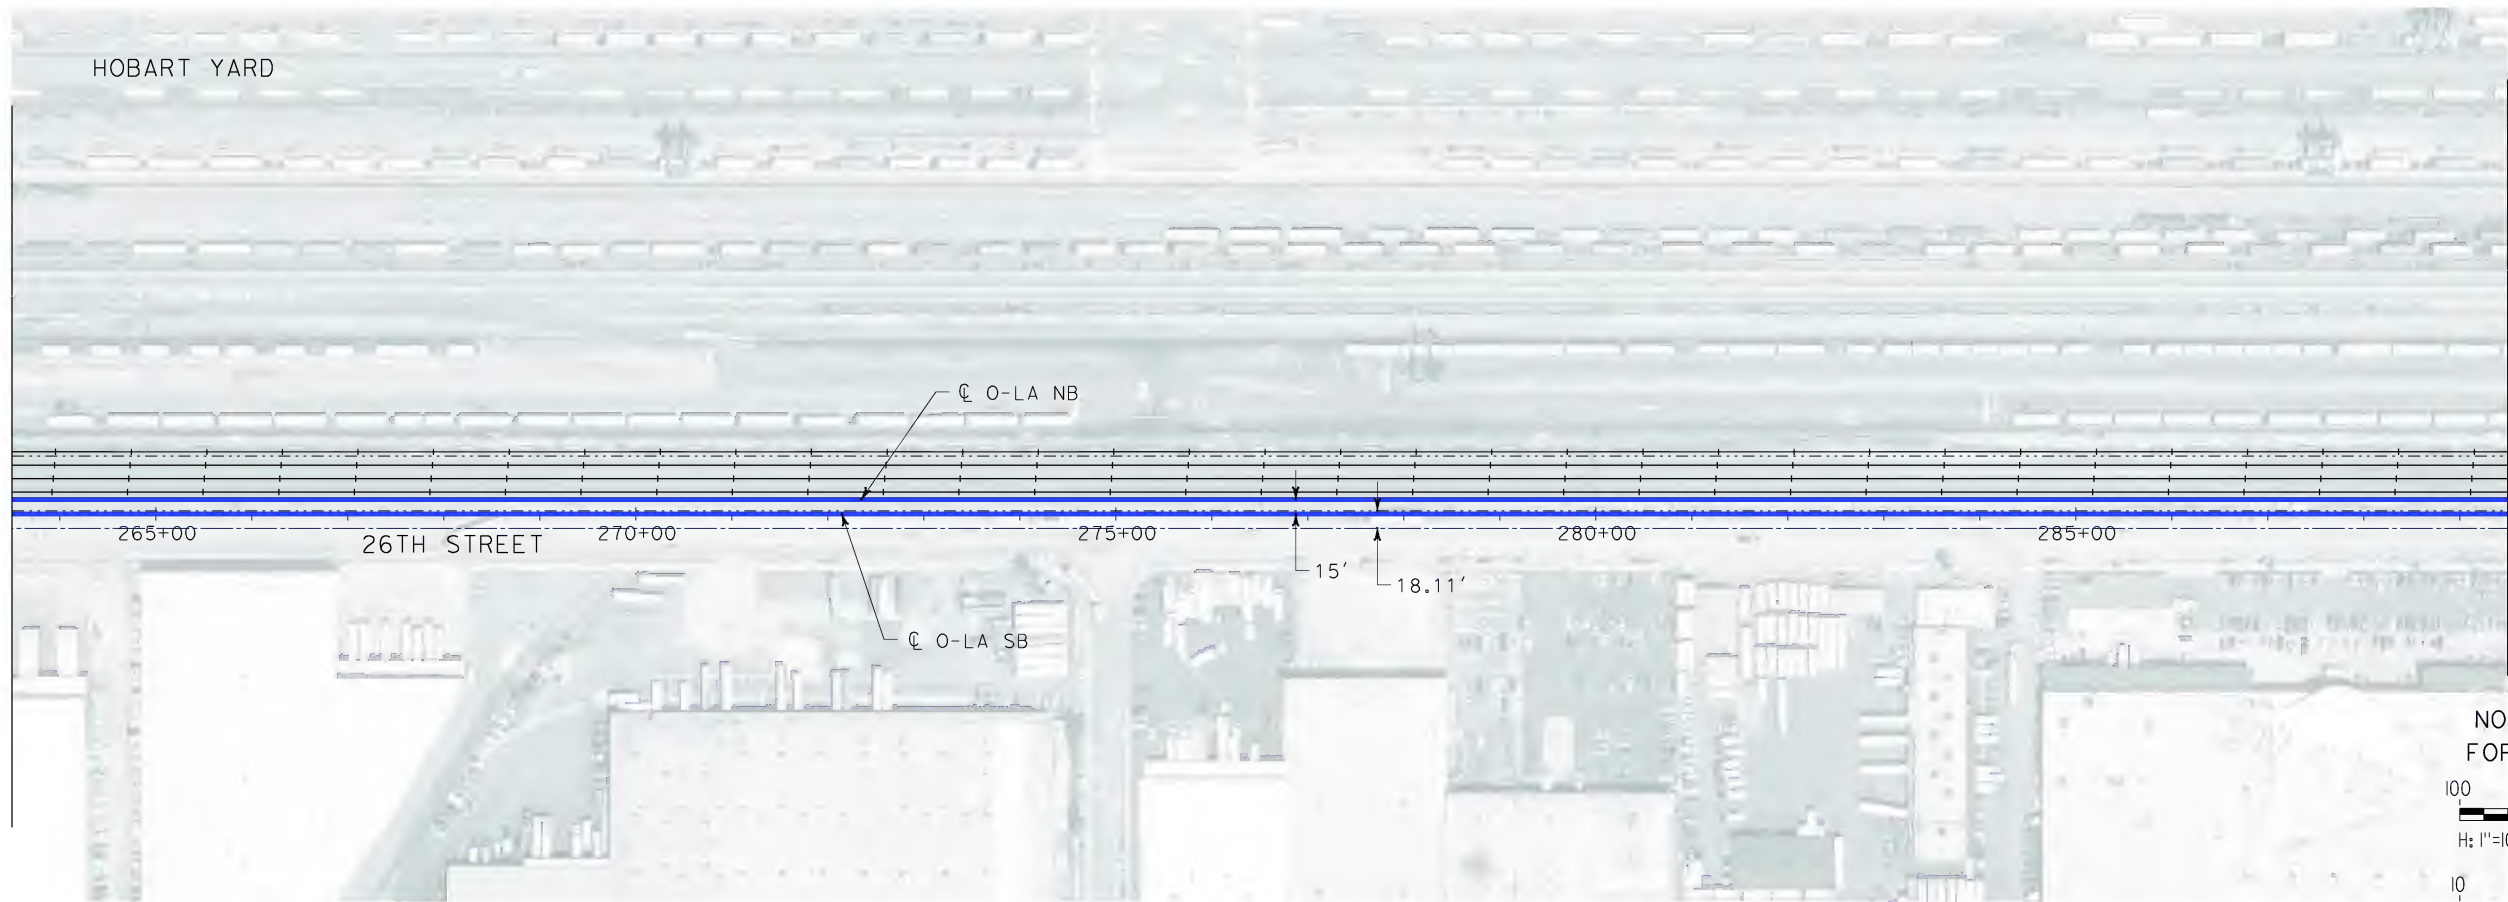 HOBART YARD
℄ O-LA NB
265+00
270+00
275+00
280+00
285+00
26TH STREET
15'
18.11'
℄ O-LA SB
NO
FOR
100
H: 1"=10
10